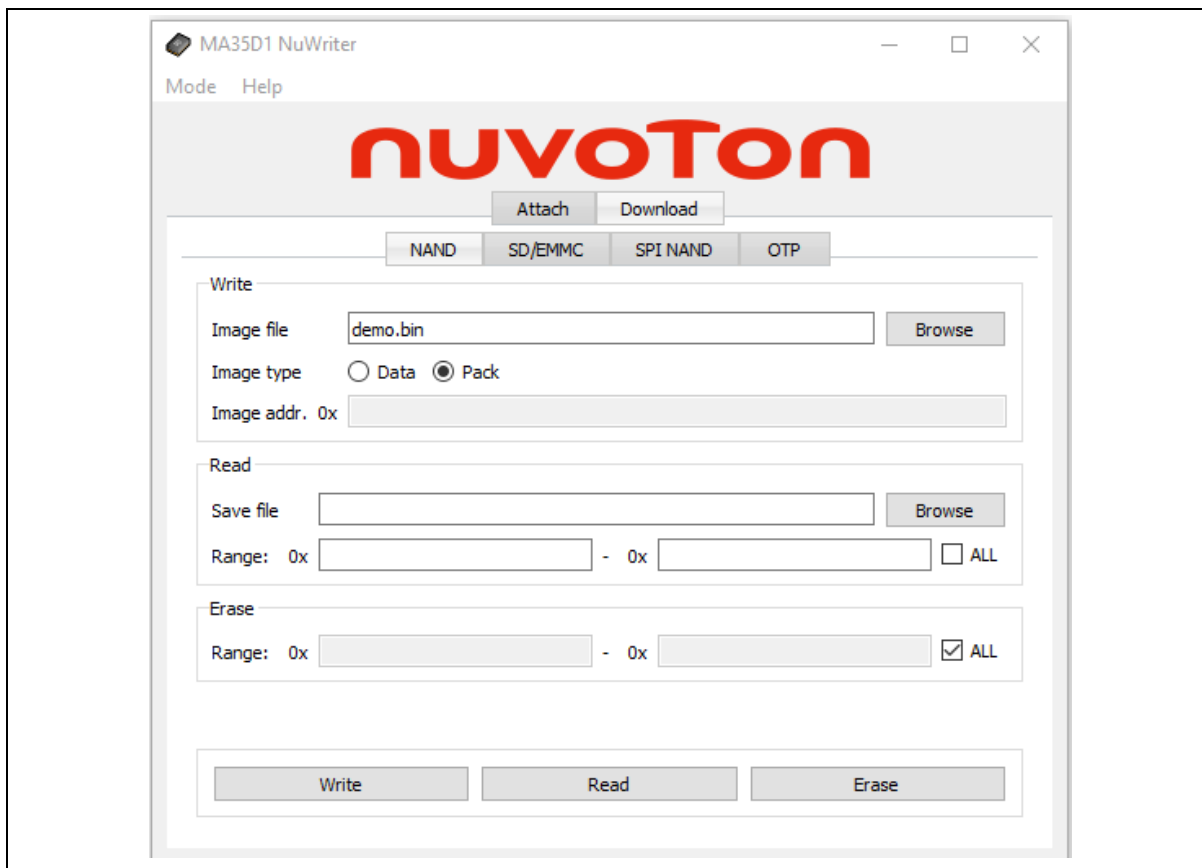 MA35D1 NuWriter
Mode Help
nuvoTon
Attach Download
NAND SD/EMMC SPI NAND OTP
Write
Image file demo.bin Browse
Image type Data Pack
Image addr. 0x
Read
Save file Browse
Range: 0x - 0x ALL
Erase
Range: 0x - 0x ALL
Write Read Erase